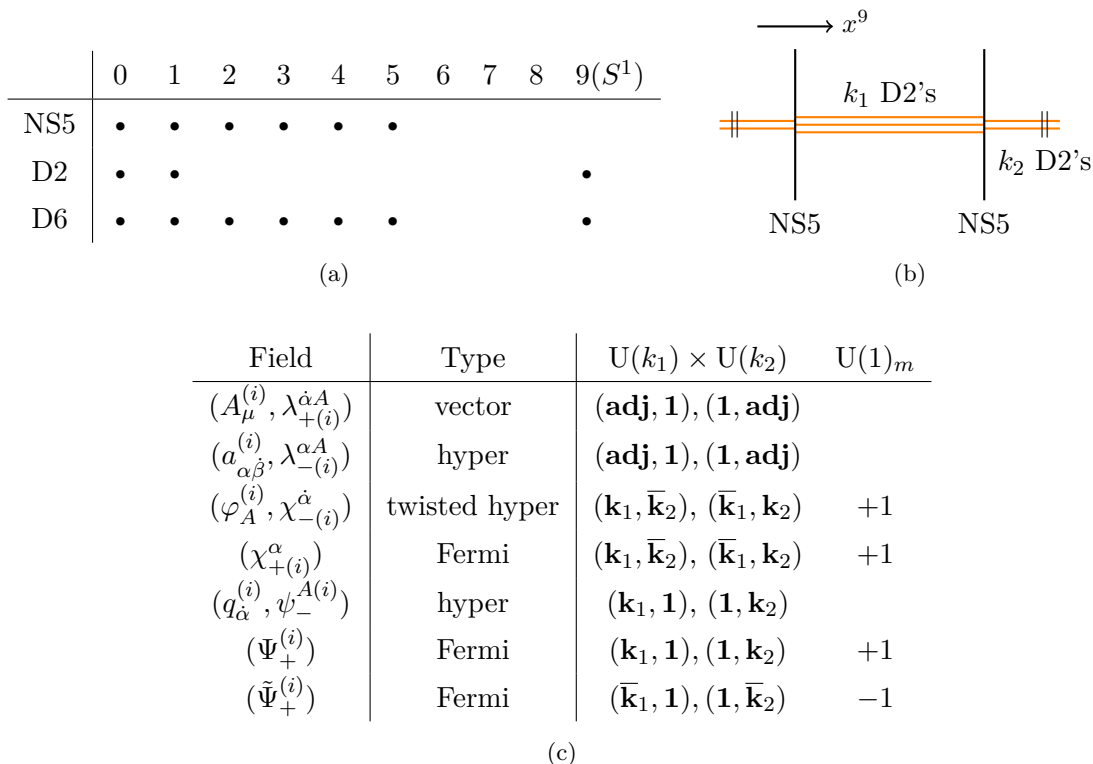 0 1 2 3 4 5 6 7 8 9(S¹)
NS5 • • • • • •
D2 • • •
D6 • • • • • • •
(a)
x⁹
k₁ D2's
k₂ D2's
NS5 NS5
(b)
Field Type U(k₁) × U(k₂) U(1)ₘ
(A_μ^{(i)}, λ_{+(i)}^{α̇A}) vector (adj, 1), (1, adj)
(a_{αβ̇}^{(i)}, λ_{−(i)}^{αA}) hyper (adj, 1), (1, adj)
(φ_A^{(i)}, χ_{−(i)}^{α̇}) twisted hyper (k₁, k̅₂), (k̅₁, k₂) +1
(χ_{+(i)}^{α}) Fermi (k₁, k̅₂), (k̅₁, k₂) +1
(q_{α̇}^{(i)}, ψ_−^{A(i)}) hyper (k₁, 1), (1, k₂)
(Ψ_+^{(i)}) Fermi (k₁, 1), (1, k₂) +1
(Ψ̃_+^{(i)}) Fermi (k̅₁, 1), (1, k̅₂) −1
(c)